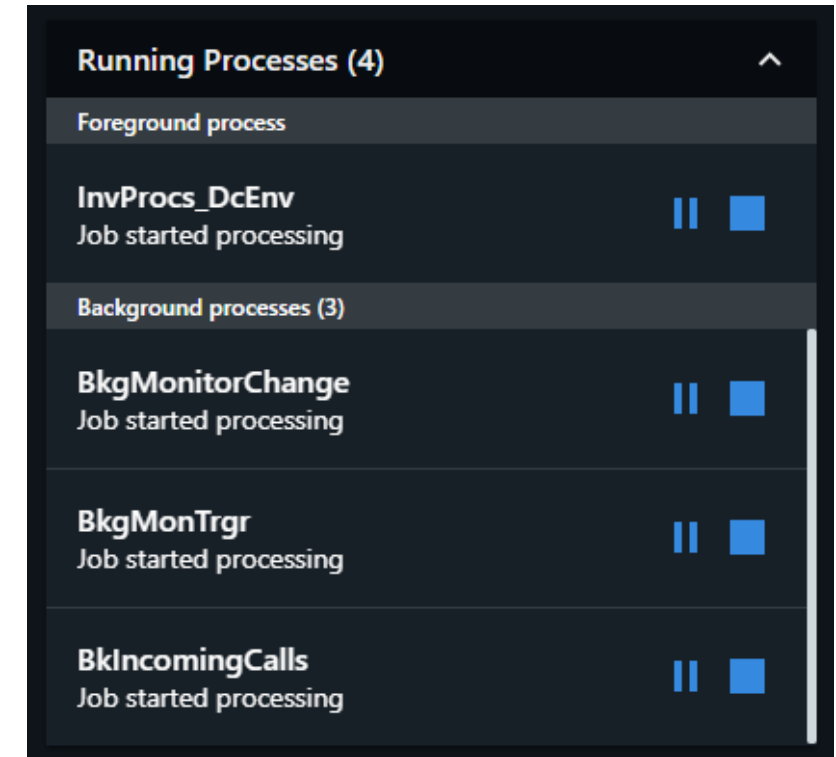 Running Processes (4)
Foreground process
InvProcs_DcEnv
Job started processing
Background processes (3)
BkgMonitorChange
Job started processing
BkgMonTrgr
Job started processing
BkIncomingCalls
Job started processing